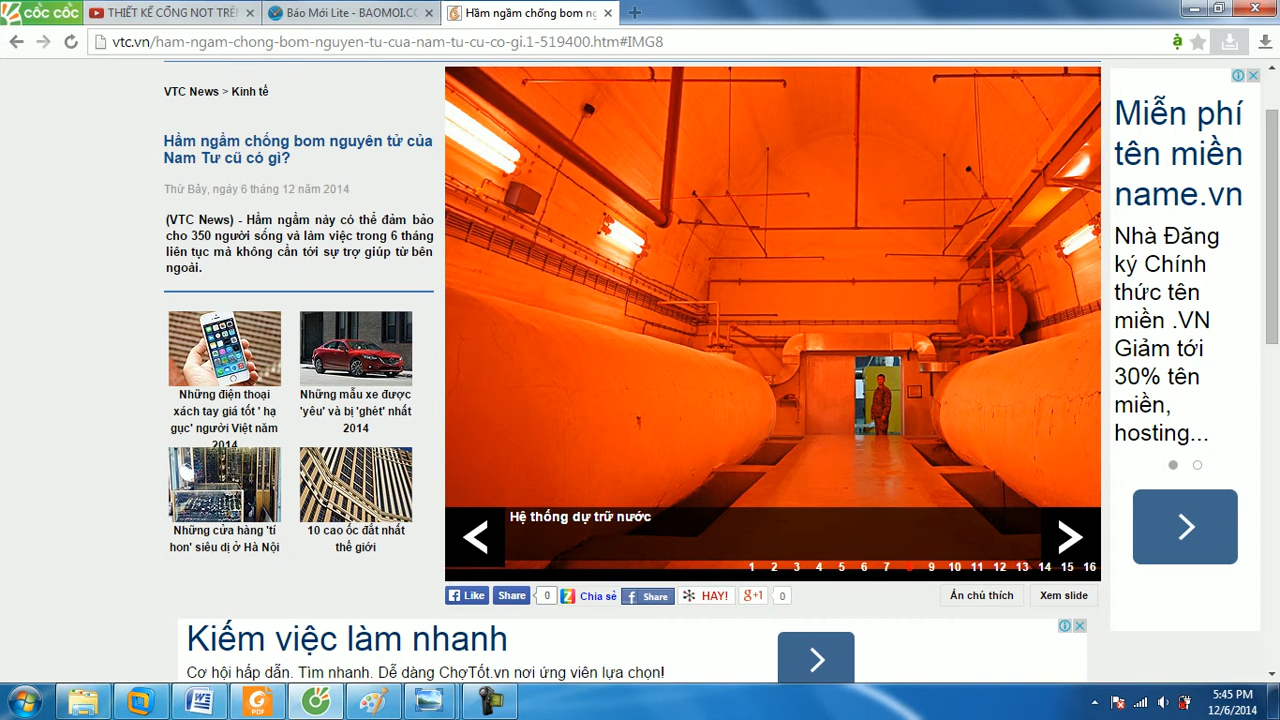 CỐC CỐC
THIẾT KẾ CỔNG NOT TRÊN
Báo Mới Lite - BAOMOI.CO
Hầm ngầm chống bom ng
vtc.vn/ham-ngam-chong-bom-nguyen-tu-cua-nam-tu-cu-co-gi.1-519400.htm#IMG8
VTC News > Kinh tế
Hầm ngầm chống bom nguyên tử của
Nam Tư cũ có gì?
Thứ Bảy, ngày 6 tháng 12 năm 2014
(VTC News) - Hầm ngầm này có thể đảm bảo
cho 350 người sống và làm việc trong 6 tháng
liên tục mà không cần tới sự trợ giúp từ bên
ngoài.
Những điện thoại
xách tay giá tốt ' hạ
gục' người Việt năm
2014
Những mẫu xe được
'yêu' và bị 'ghét' nhất
2014
Những cửa hàng 'tí
hon' siêu dị ở Hà Nội
10 cao ốc đắt nhất
thế giới
Hệ thống dự trữ nước
1 2 3 4 5 6 7 8 9 10 11 12 13 14 15 16
Like Share 0 Chia sẻ Share HAY! g+1 0
Ẩn chú thích Xem slide
Miễn phí
tên miền
name.vn
Nhà Đăng
ký Chính
thức tên
miền .VN
Giảm tới
30% tên
miền,
hosting...
Kiếm việc làm nhanh
Cơ hội hấp dẫn. Tìm nhanh. Dễ dàng ChợTốt.vn nơi ứng viên lựa chọn!
PDF
5:45 PM
12/6/2014